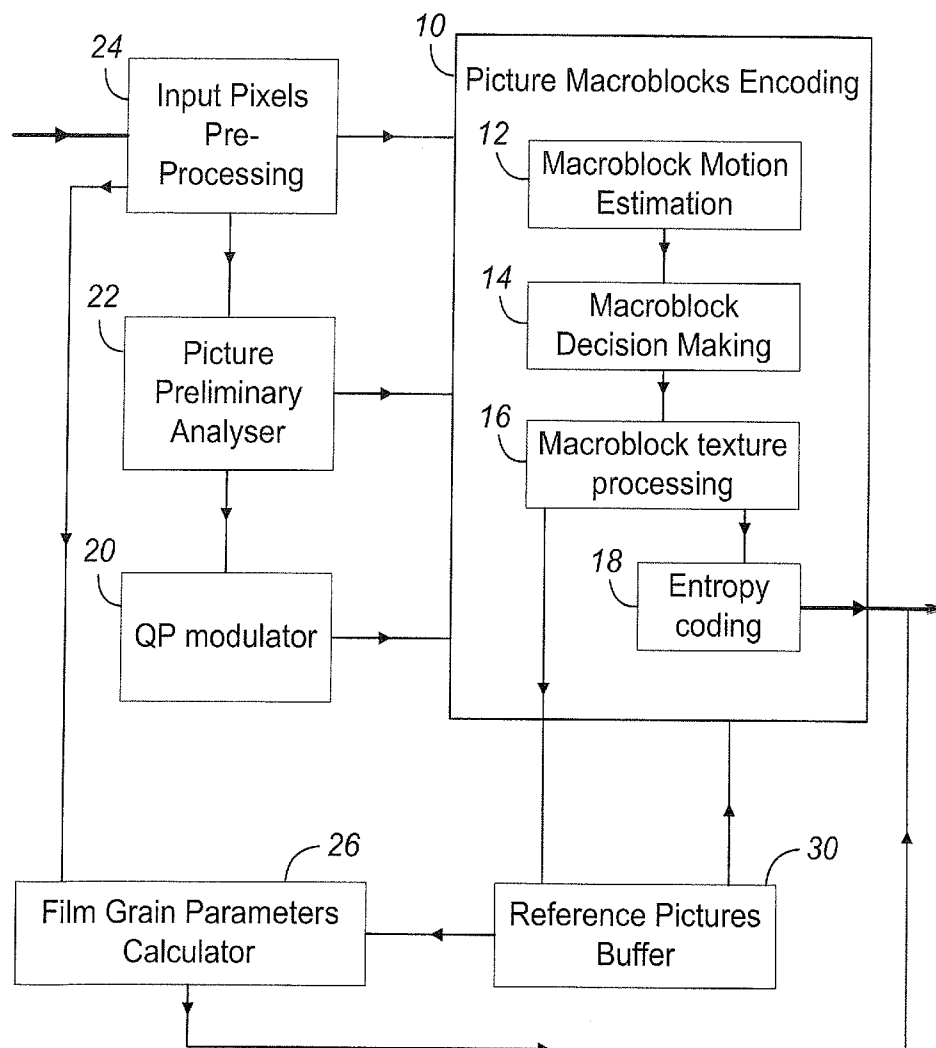 24
Input Pixels
Pre-
Processing
10
Picture Macroblocks Encoding
12
Macroblock Motion
Estimation
22
Picture
Preliminary
Analyser
14
Macroblock
Decision Making
16
Macroblock texture
processing
20
QP modulator
18
Entropy
coding
26
Film Grain Parameters
Calculator
30
Reference Pictures
Buffer